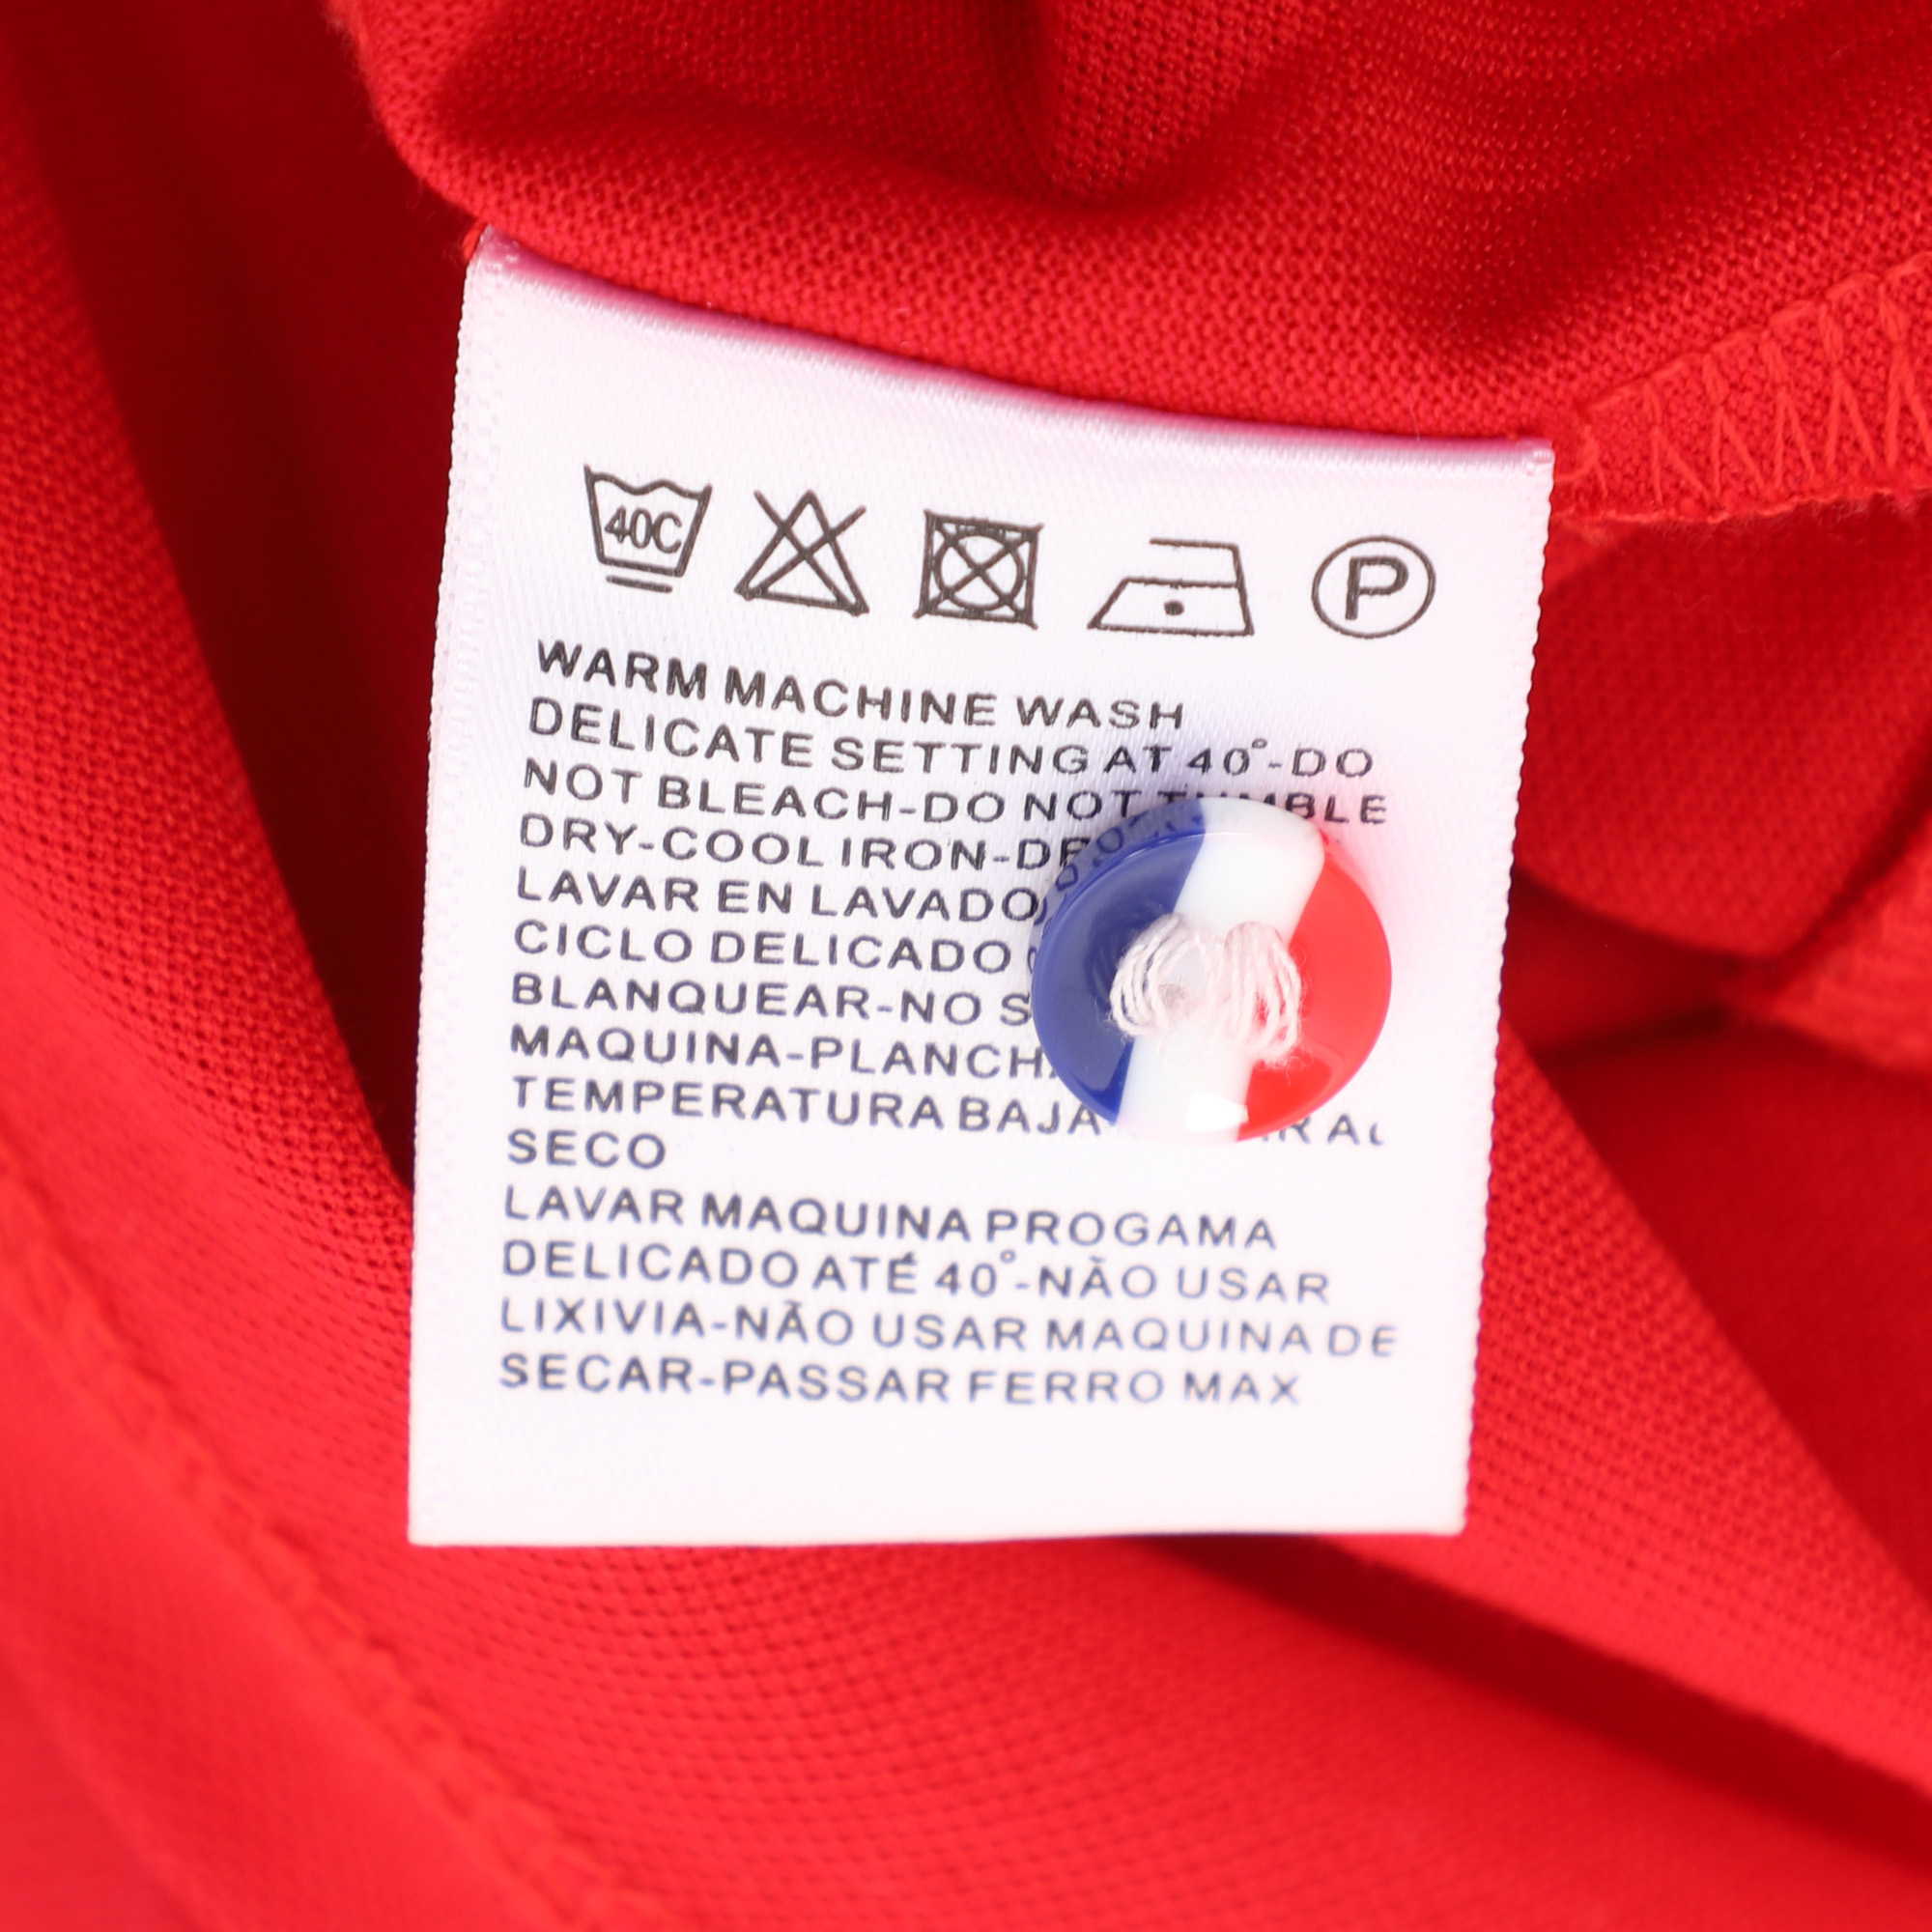 40C
P
WARM MACHINE WASH
DELICATE SETTING AT 40°-DO
NOT BLEACH-DO NOT TUMBLE
DRY-COOL IRON-
LAVAR EN
CICLO DELICADO
BLANQUEAR-NO
MAQUINA-
TEMPERATURA BAJA AL
SECO
LAVAR MAQUINA PROGAMA
DELICADO ATÉ 40°-NÃO USAR
LIXIVIA-NÃO USAR MAQUINA DE
SECAR-PASSAR FERRO MAX